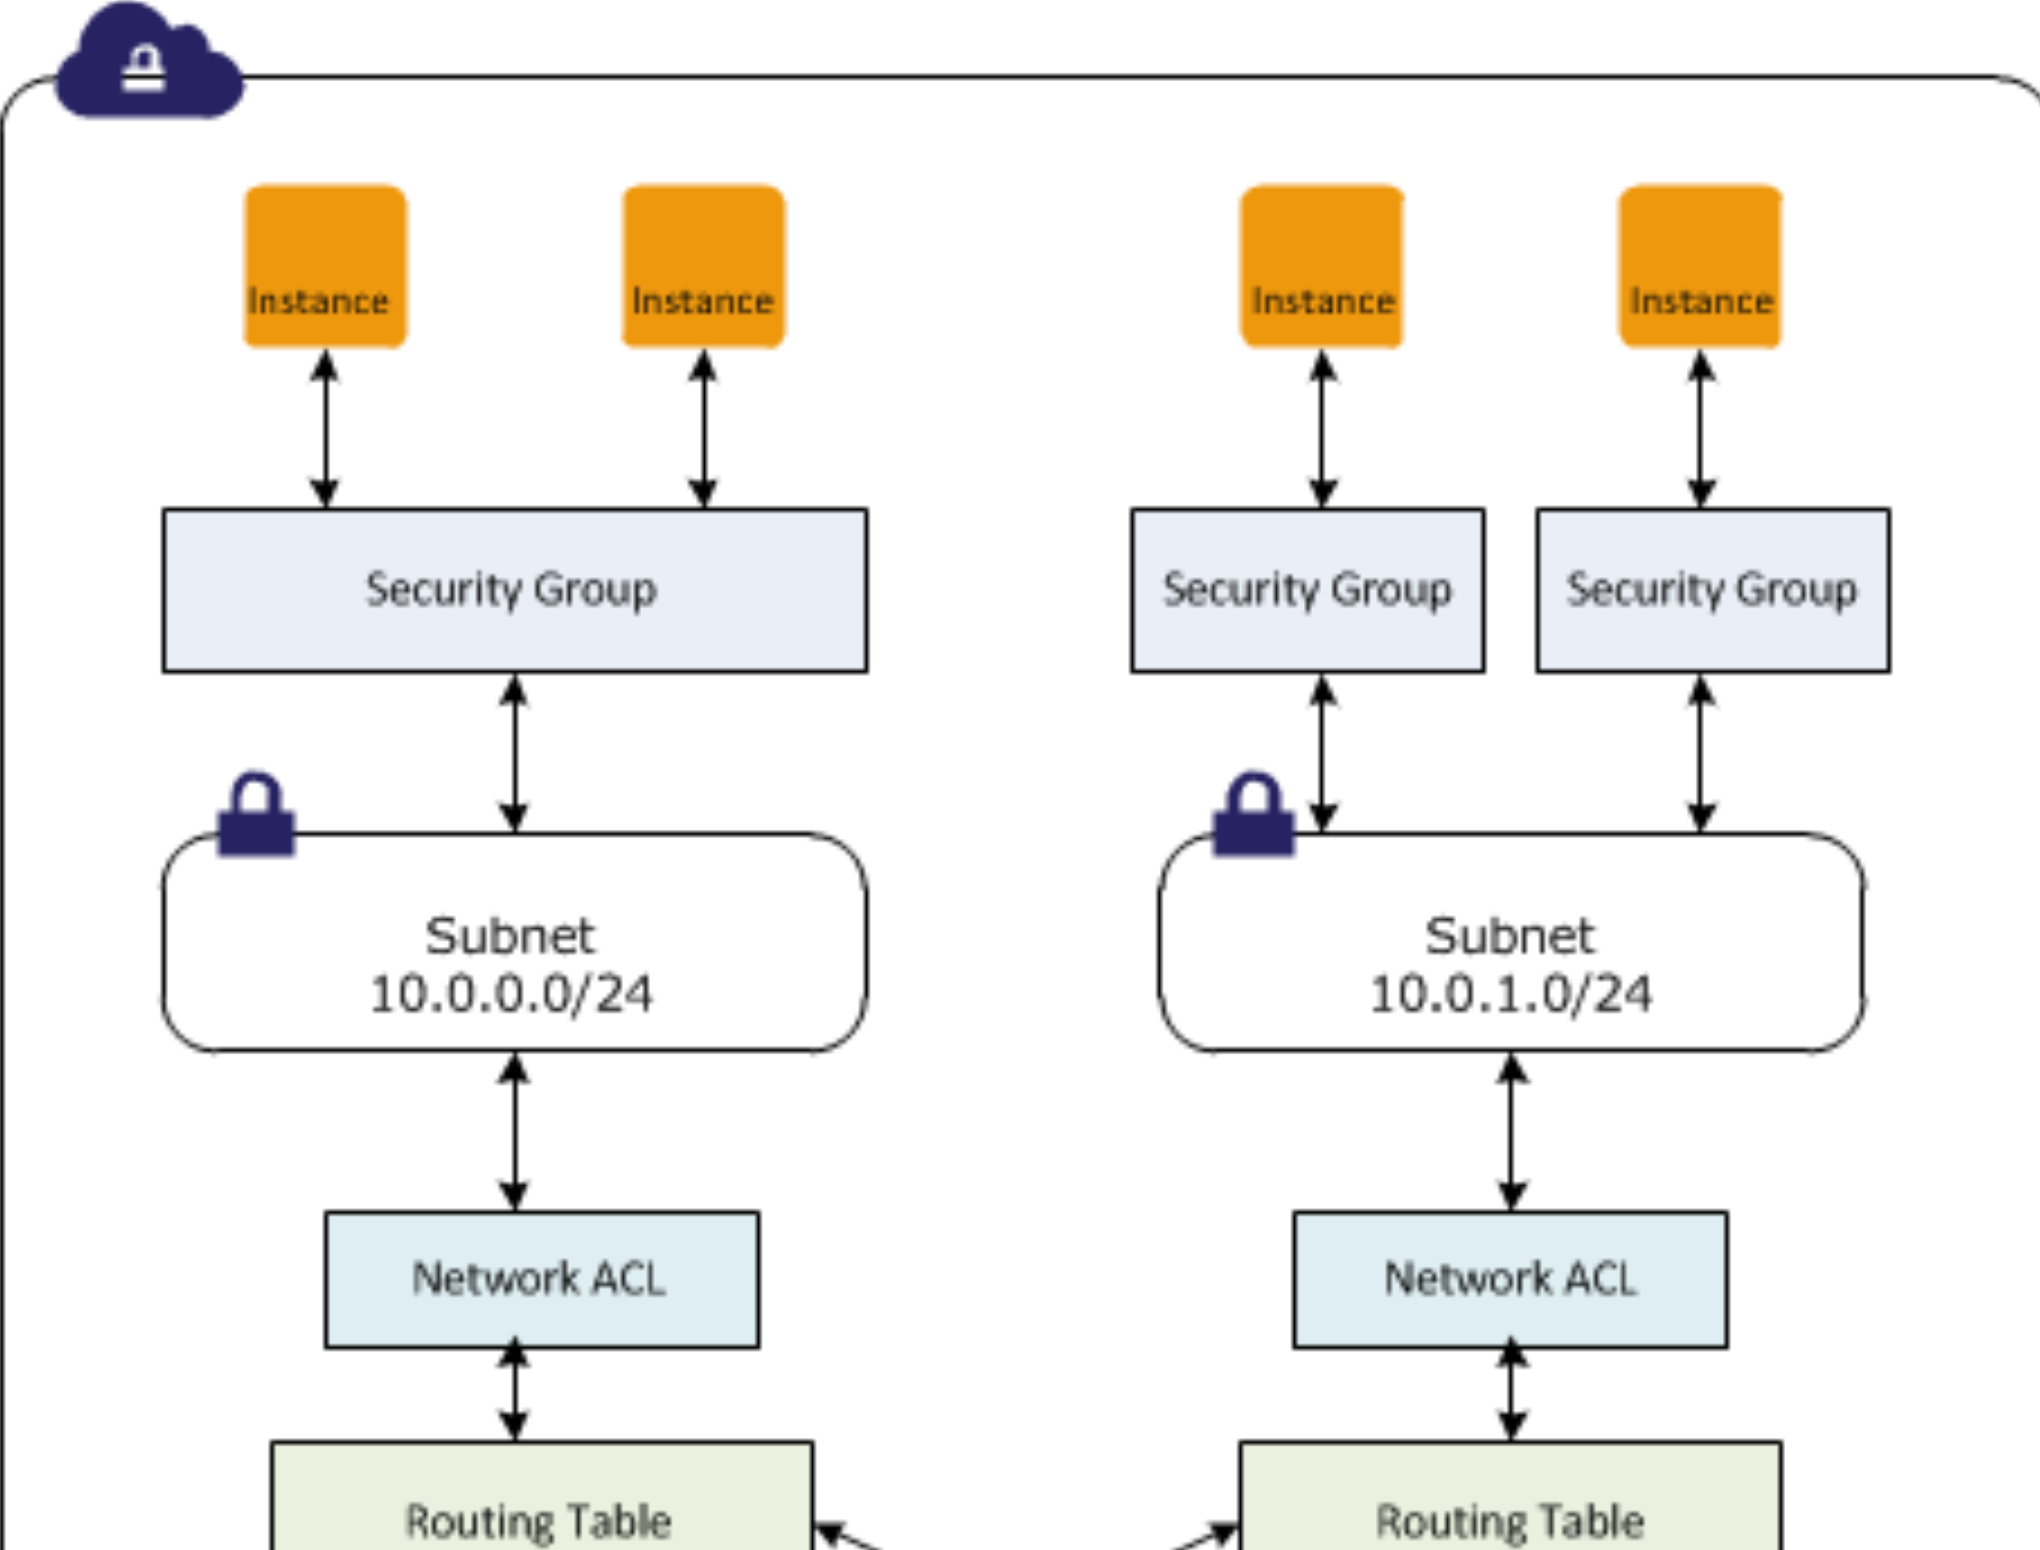 Instance
Instance
Instance
Instance
Security Group
Security Group
Security Group
Subnet
10.0.0.0/24
Subnet
10.0.1.0/24
Network ACL
Network ACL
Routing Table
Routing Table